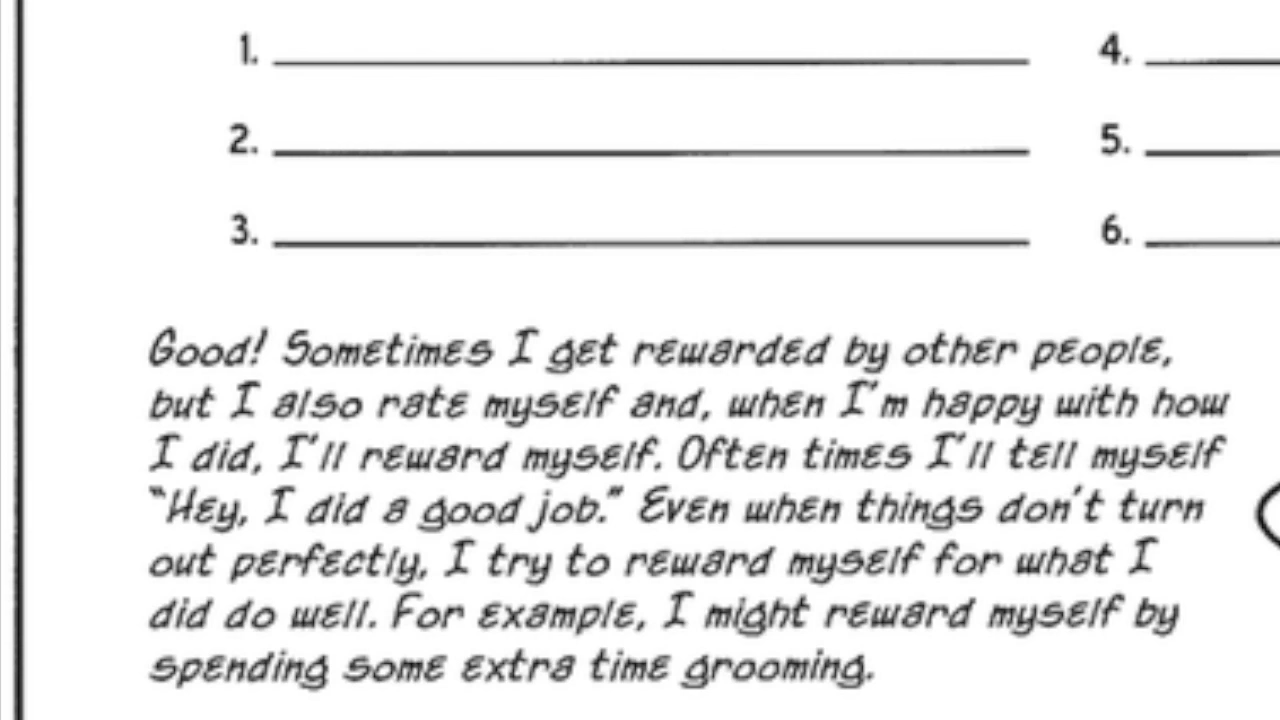 1. 4.
2. 5.
3. 6.
Good! Sometimes I get rewarded by other people,
but I also rate myself and, when I'm happy with how
I did, I'll reward myself. Often times I'll tell myself
"Hey, I did a good job." Even when things don't turn
out perfectly, I try to reward myself for what I
did do well. For example, I might reward myself by
spending some extra time grooming.